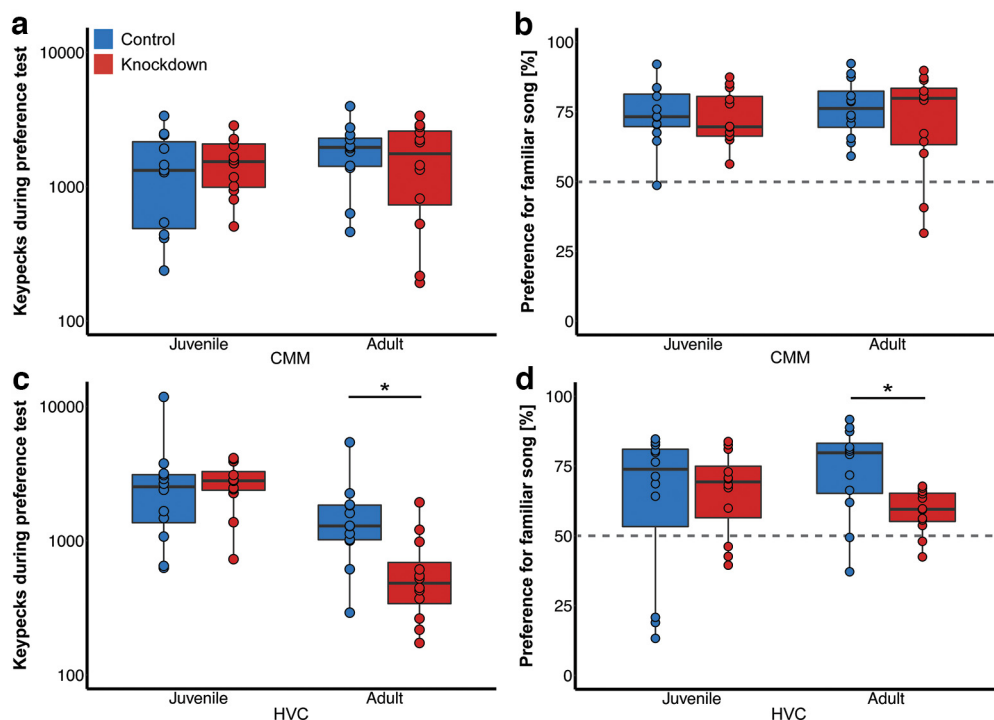 a
Control
Knockdown
Keypecks during preference test
10000
1000
100
Juvenile
Adult
CMM
b
Preference for familiar song [%]
100
75
50
25
0
Juvenile
Adult
CMM
c
Keypecks during preference test
10000
1000
100
*
Juvenile
Adult
HVC
d
Preference for familiar song [%]
100
75
50
25
0
*
Juvenile
Adult
HVC